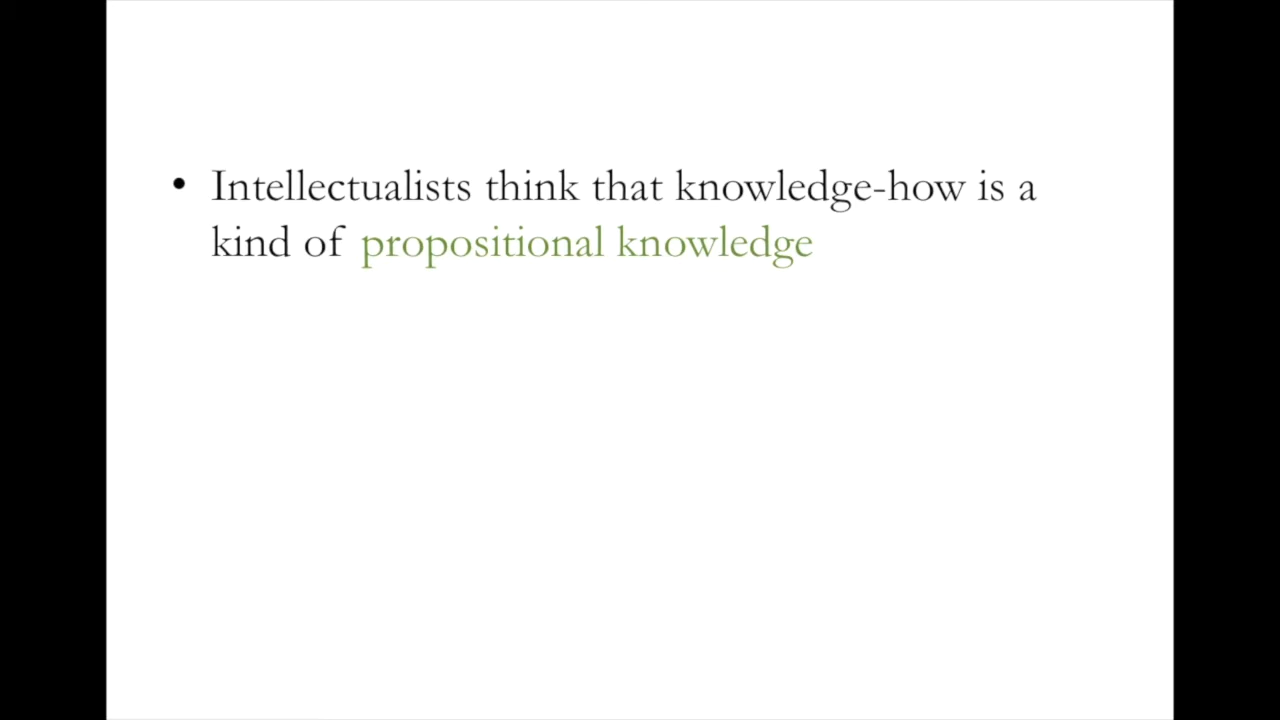 • Intellectualists think that knowledge-how is a
kind of propositional knowledge